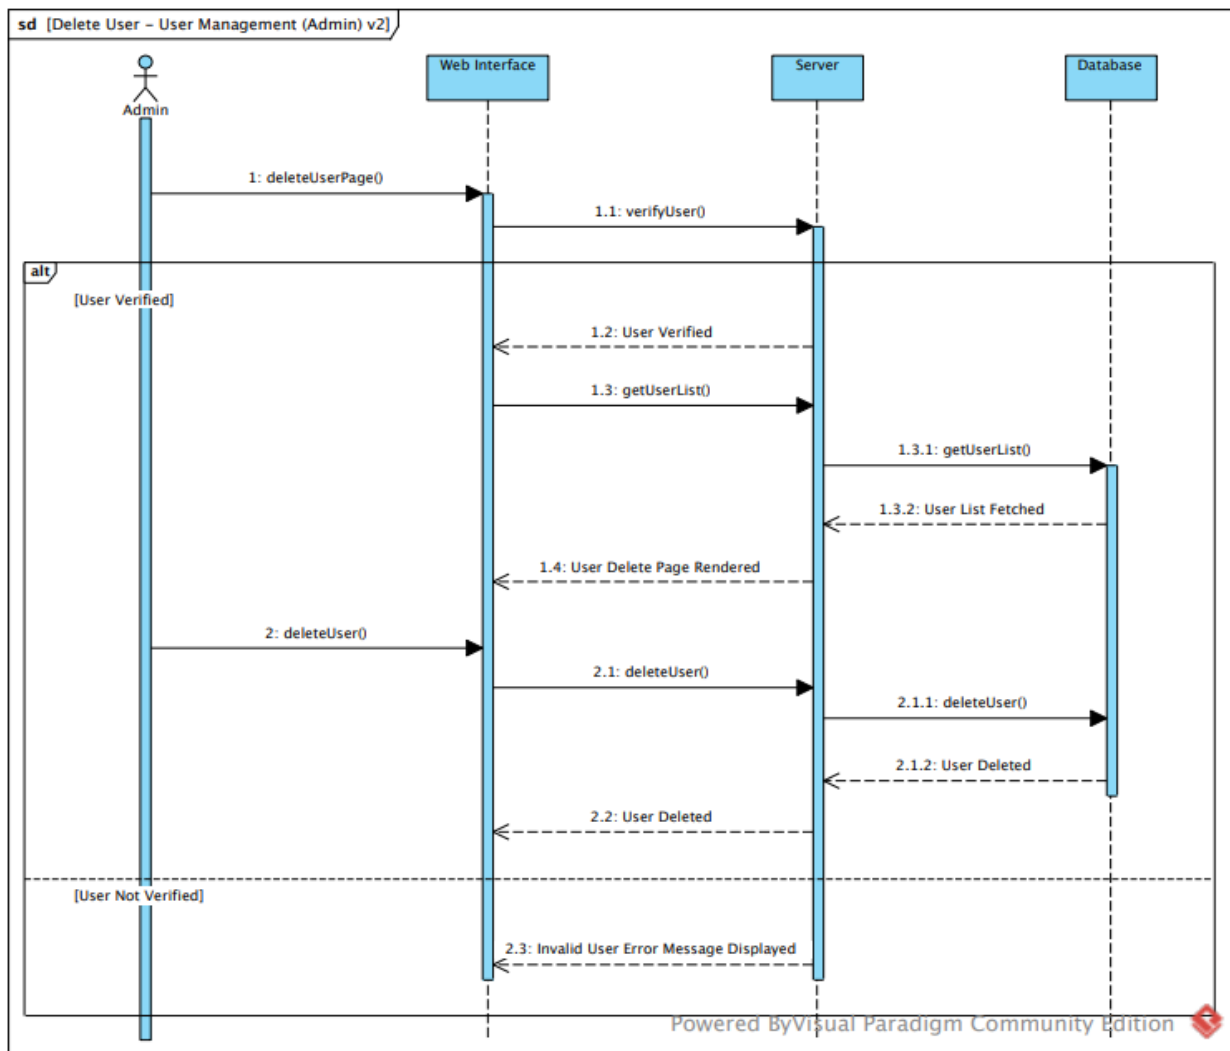 sd [Delete User – User Management (Admin) v2]
Web Interface
Server
Database
Admin
1: deleteUserPage()
1.1: verifyUser()
alt
[User Verified]
1.2: User Verified
1.3: getUserList()
1.3.1: getUserList()
1.3.2: User List Fetched
1.4: User Delete Page Rendered
2: deleteUser()
2.1: deleteUser()
2.1.1: deleteUser()
2.1.2: User Deleted
2.2: User Deleted
[User Not Verified]
2.3: Invalid User Error Message Displayed
Powered ByVisual Paradigm Community Edition